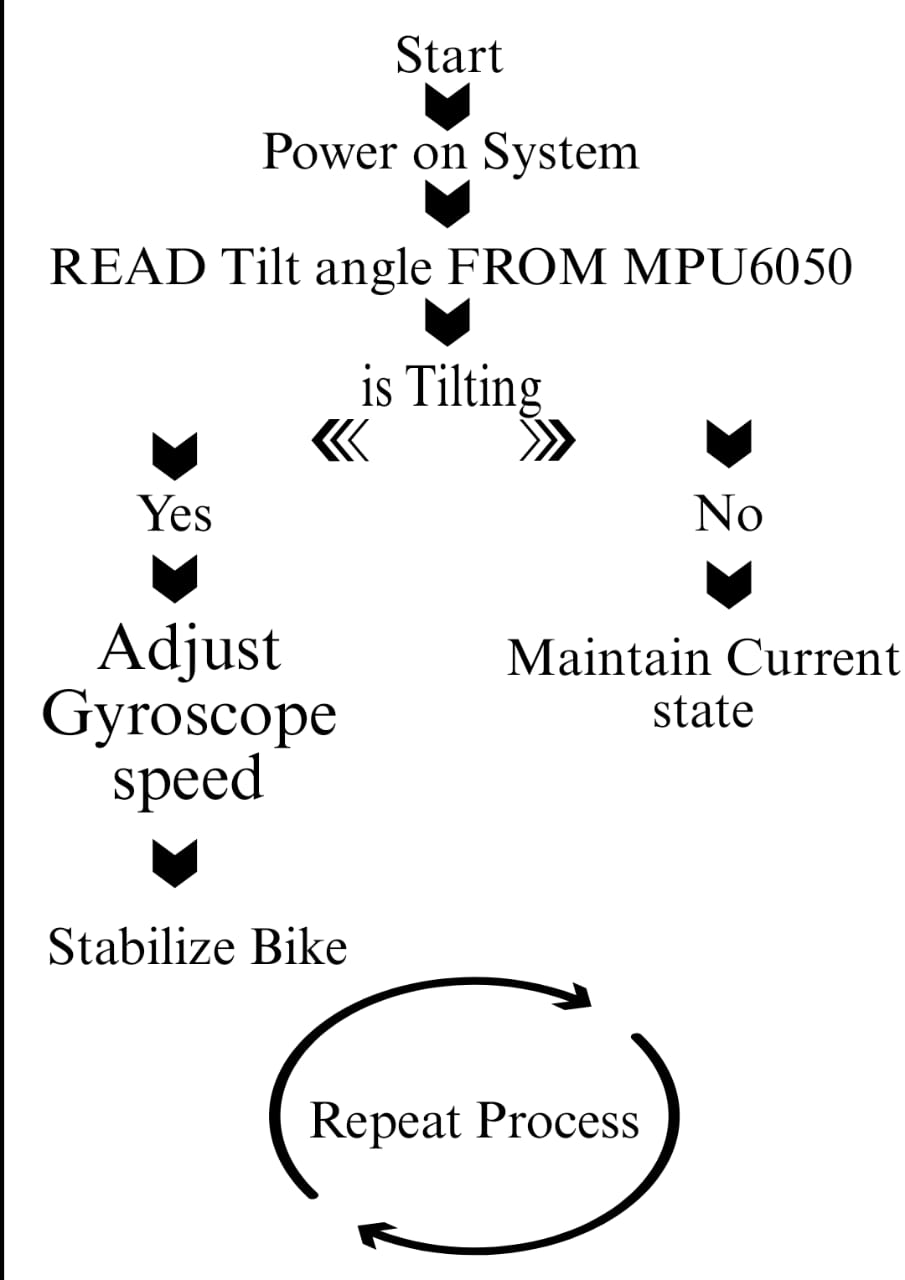 Start
Power on System
READ Tilt angle FROM MPU6050
is Tilting
Yes
No
Adjust
Gyroscope
speed
Maintain Current
state
Stabilize Bike
Repeat Process